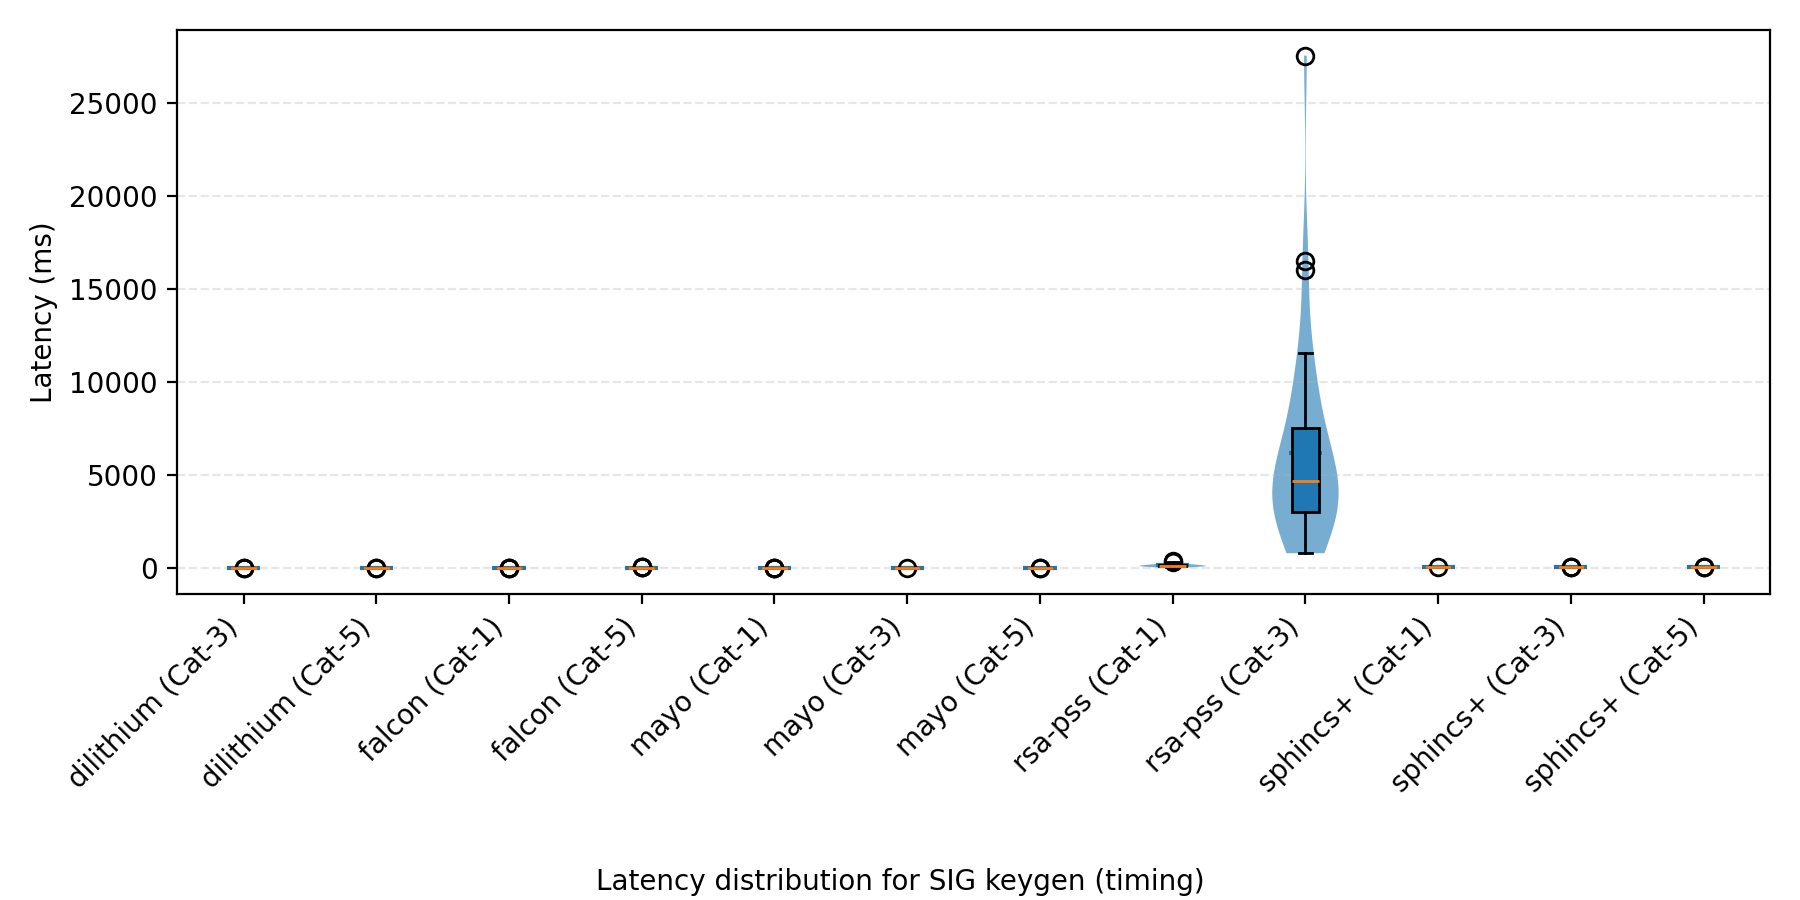 25000
20000
15000
10000
5000
0
Latency (ms)
dilithium (Cat-3)
dilithium (Cat-5)
falcon (Cat-1)
falcon (Cat-5)
mayo (Cat-1)
mayo (Cat-3)
mayo (Cat-5)
rsa-pss (Cat-1)
rsa-pss (Cat-3)
sphincs+ (Cat-1)
sphincs+ (Cat-3)
sphincs+ (Cat-5)
Latency distribution for SIG keygen (timing)